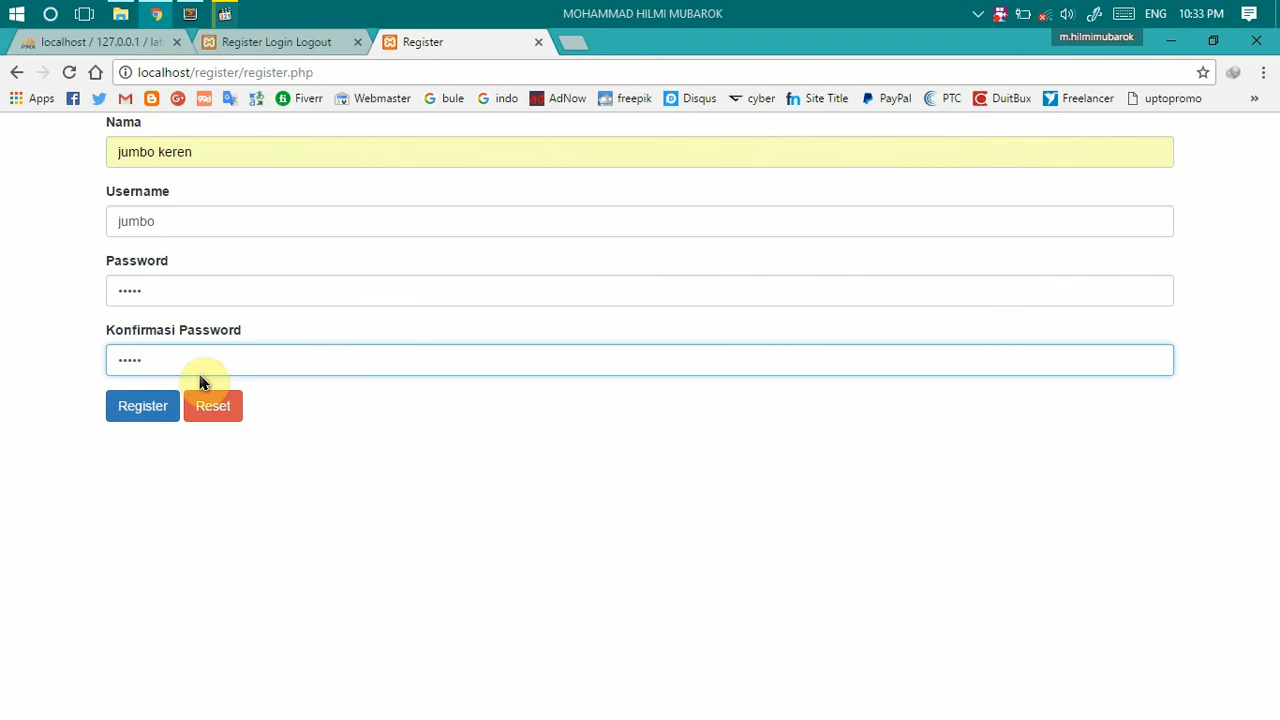 MOHAMMAD HILMI MUBAROK
ENG 10:33 PM
m.hilmimubarok
localhost / 127.0.0.1 / lat
Register Login Logout
Register
localhost/register/register.php
Apps Fiverr Webmaster bule indo AdNow freepik Disqus cyber Site Title PayPal PTC DuitBux Freelancer uptopromo »
Nama
jumbo keren
Username
jumbo
Password
•••••
Konfirmasi Password
•••••
Register Reset